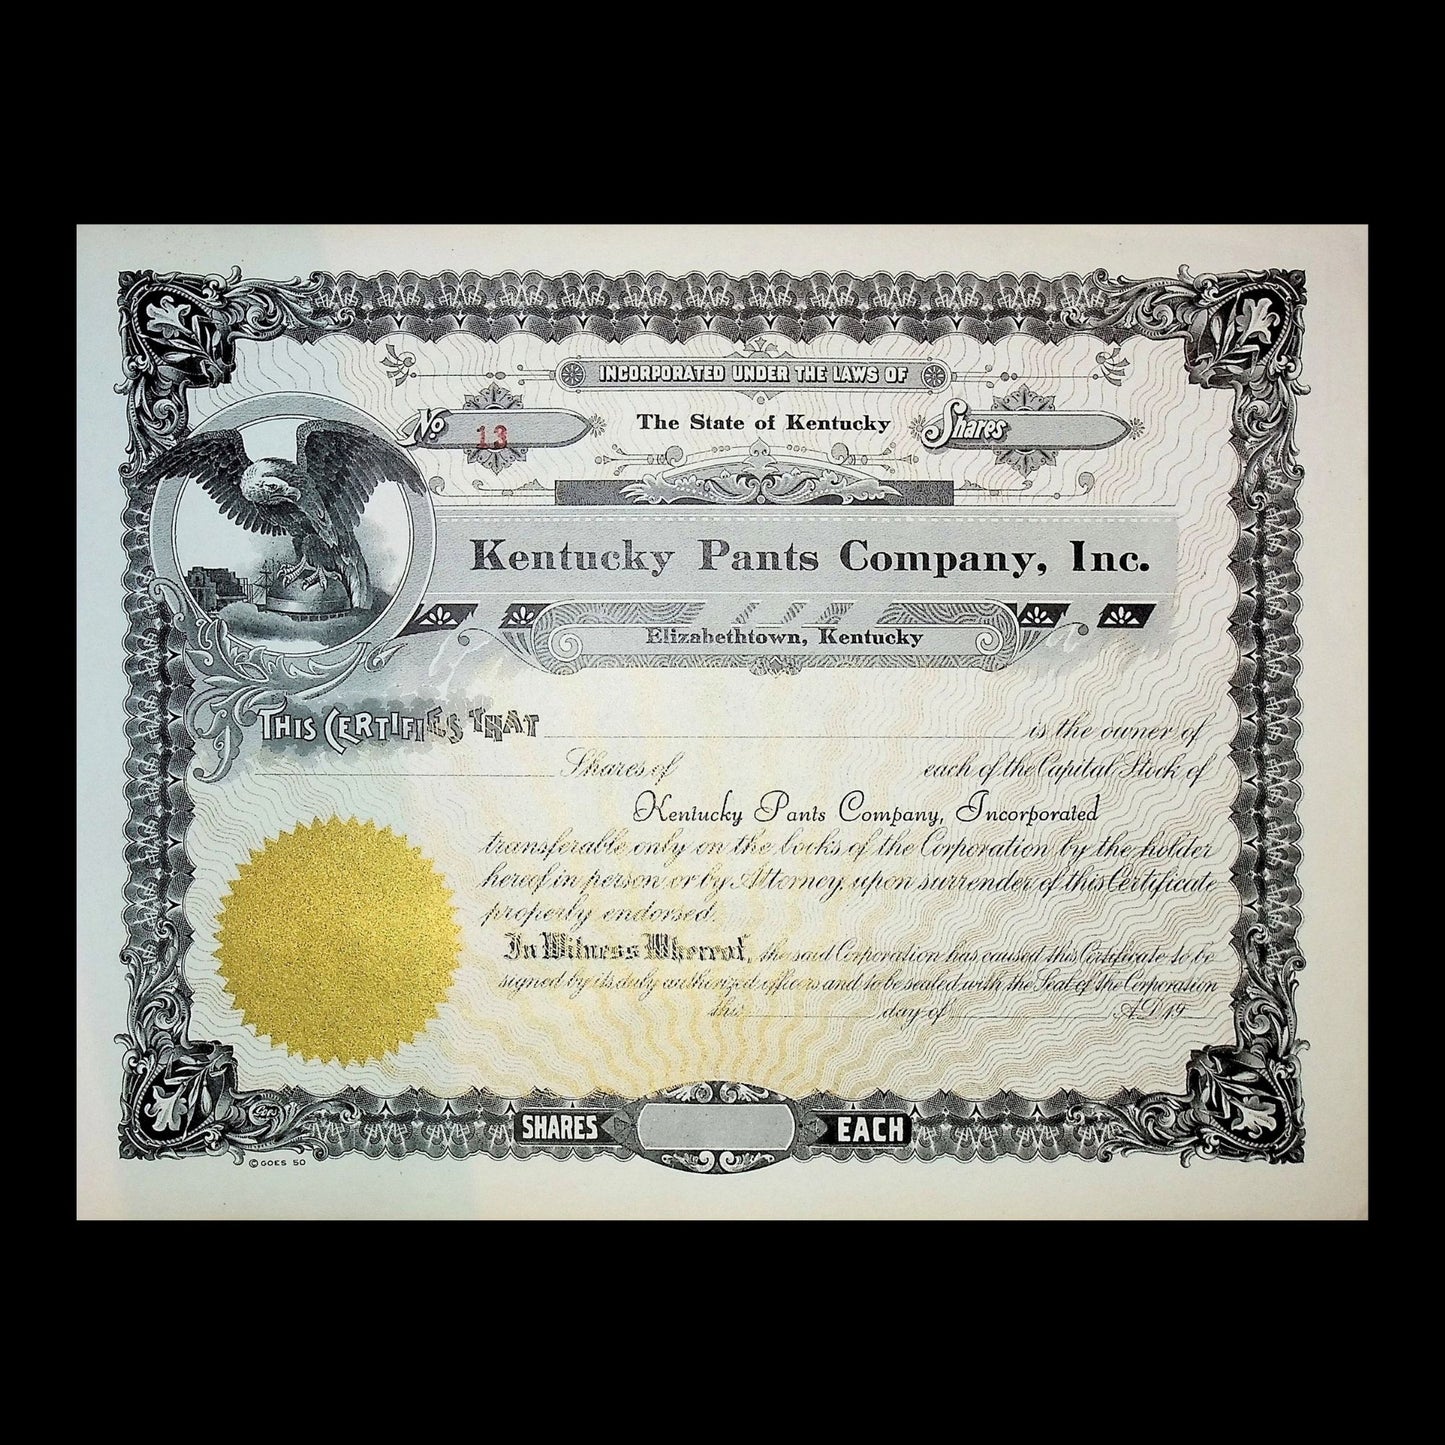 INCORPORATED UNDER THE LAWS OF
No. 13
The State of Kentucky
Shares
Kentucky Pants Company, Inc.
Elizabethtown, Kentucky
THIS CERTIFIES THAT is the owner of
Shares of each of the Capital Stock of
Kentucky Pants Company, Incorporated
transferable only on the books of the Corporation by the holder
hereof in person or by Attorney, upon surrender of this Certificate
properly endorsed.
In Witness Whereof, the said Corporation has caused this Certificate to be
signed by its duly authorized officers and to be sealed with the Seal of the Corporation
this day of A.D. 19
SHARES EACH
Goes
© GOES 50